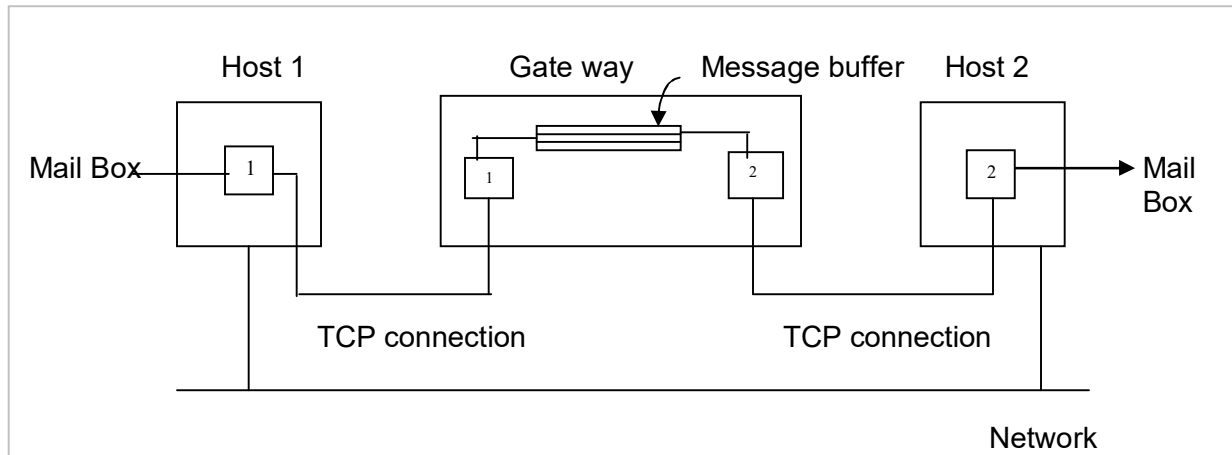 Host 1
Gate way
Message buffer
Host 2
Mail Box
1
1
2
2
Mail
Box
TCP connection
TCP connection
Network